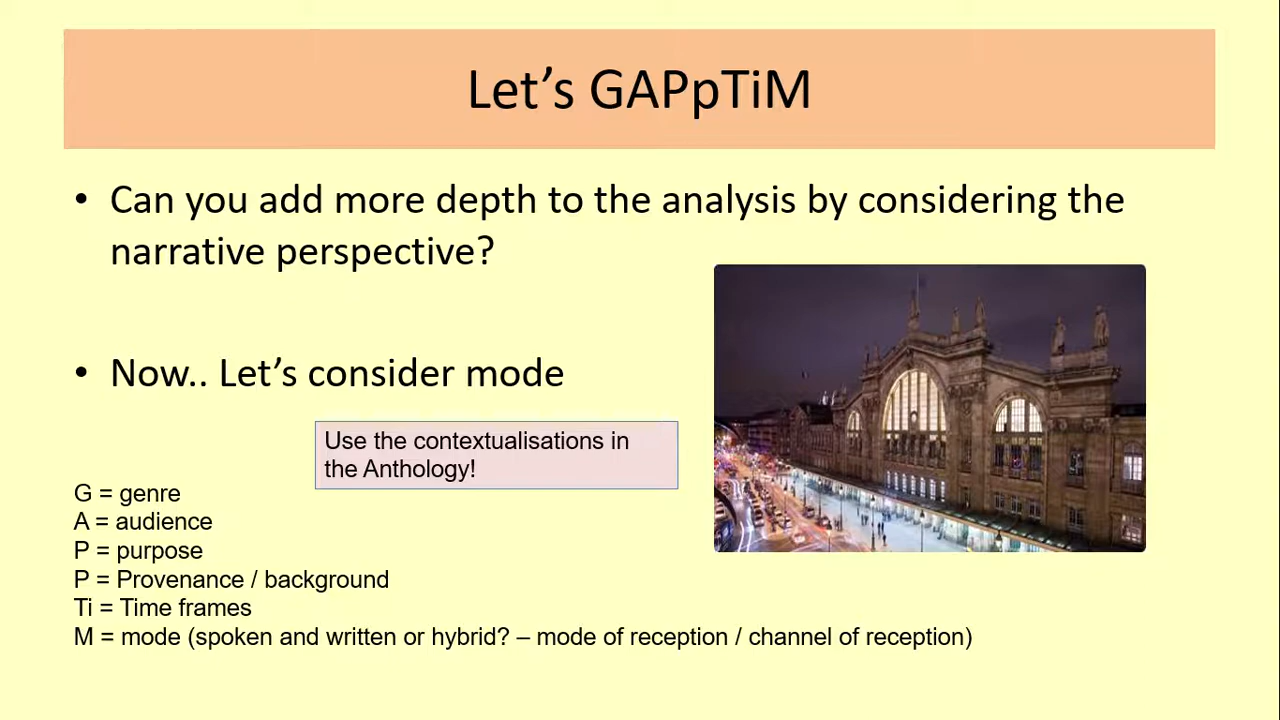 Let’s GAPpTiM
• Can you add more depth to the analysis by considering the
narrative perspective?
• Now.. Let’s consider mode
Use the contextualisations in
the Anthology!
G = genre
A = audience
P = purpose
P = Provenance / background
Ti = Time frames
M = mode (spoken and written or hybrid? – mode of reception / channel of reception)